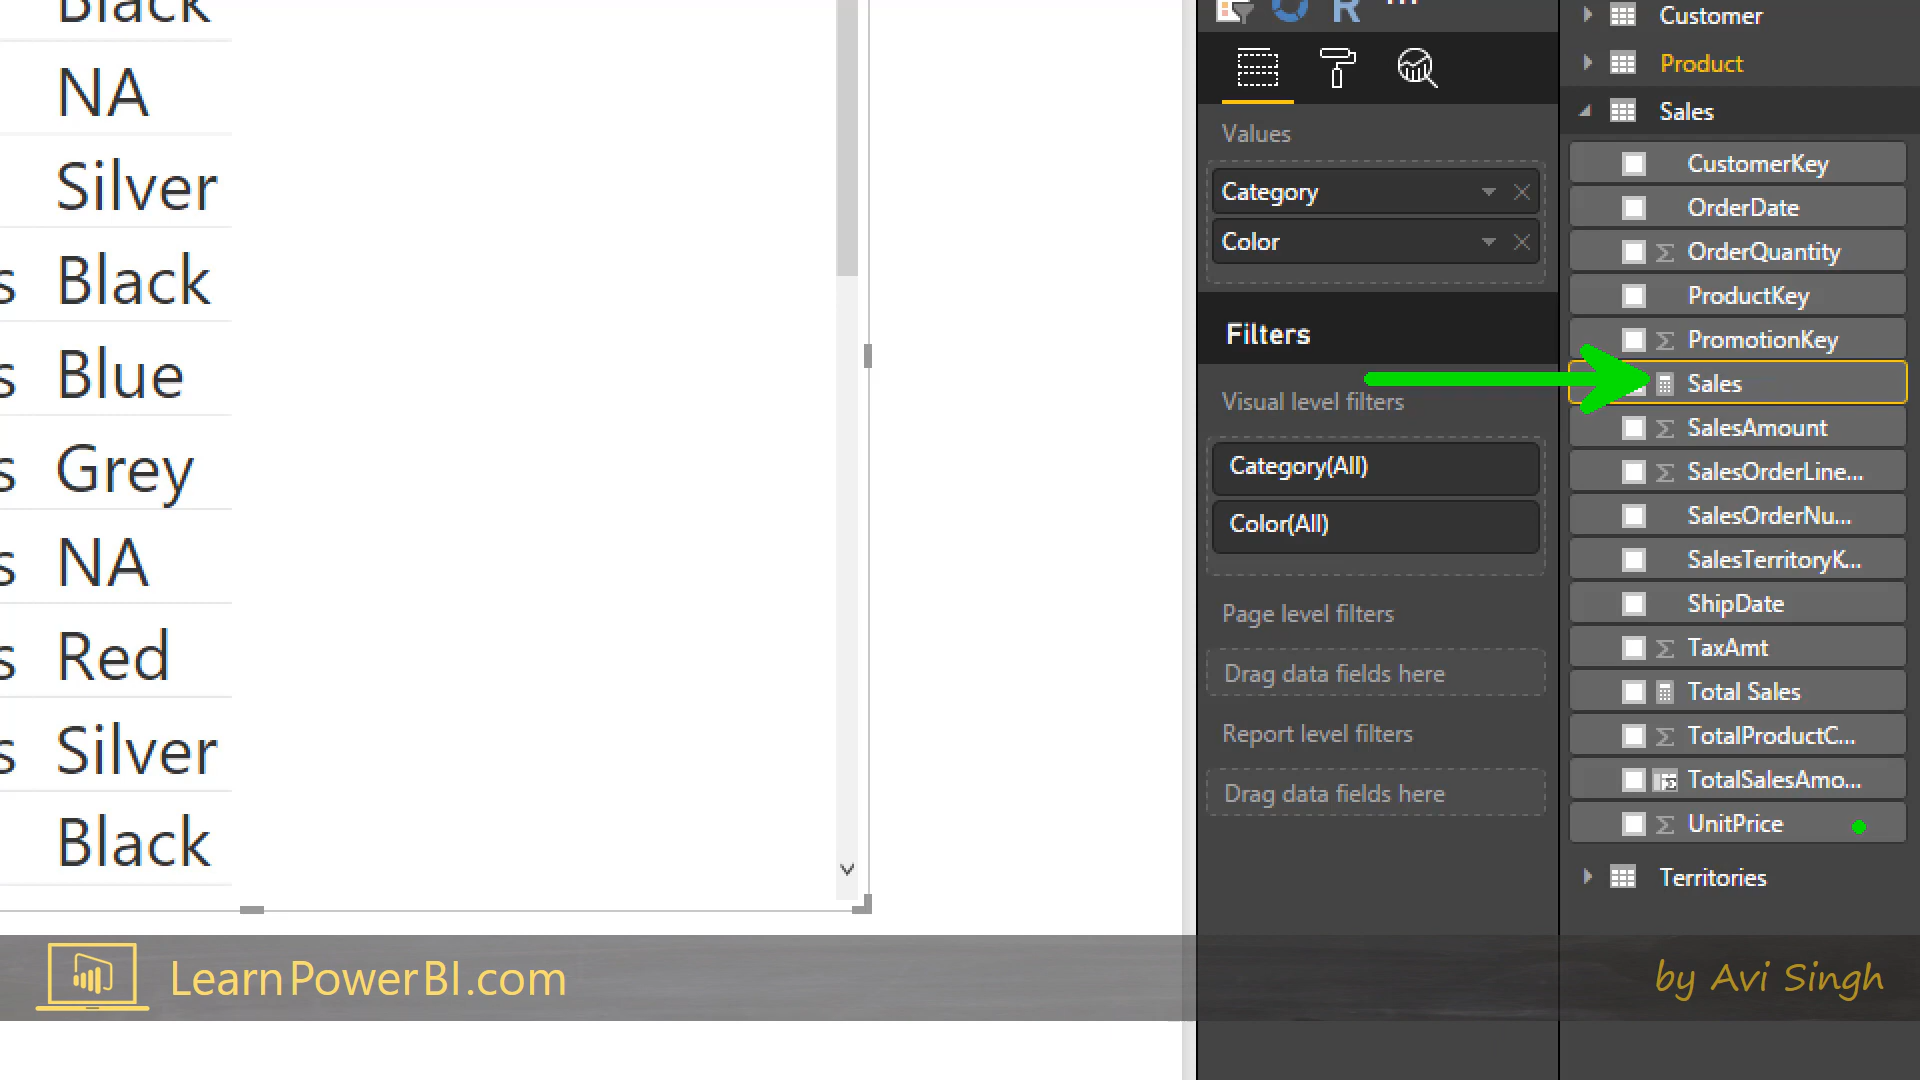 Black
NA
Silver
s Black
s Blue
s Grey
s NA
s Red
s Silver
Black
R
Values
Category
Color
Filters
Visual level filters
Category(All)
Color(All)
Page level filters
Drag data fields here
Report level filters
Drag data fields here
Customer
Product
Sales
CustomerKey
OrderDate
Σ OrderQuantity
ProductKey
Σ PromotionKey
Sales
Σ SalesAmount
Σ SalesOrderLine...
SalesOrderNu...
SalesTerritoryK...
ShipDate
Σ TaxAmt
Total Sales
Σ TotalProductC...
TotalSalesAmo...
Σ UnitPrice
Territories
LearnPowerBI.com
by Avi Singh